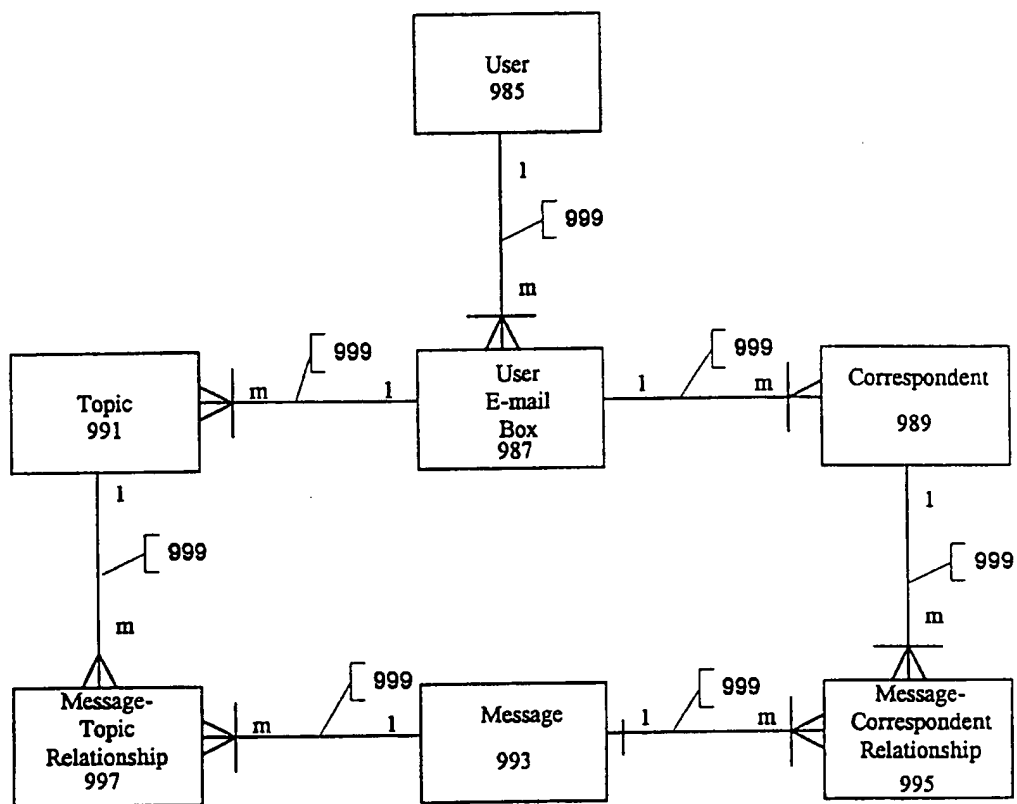 User
985
1
999
m
999
999
Topic
991
m
1
User
E-mail
Box
987
1
m
Correspondent
989
1
999
m
1
999
m
Message-
Topic
Relationship
997
m
999
1
Message
993
1
999
m
Message-
Correspondent
Relationship
995